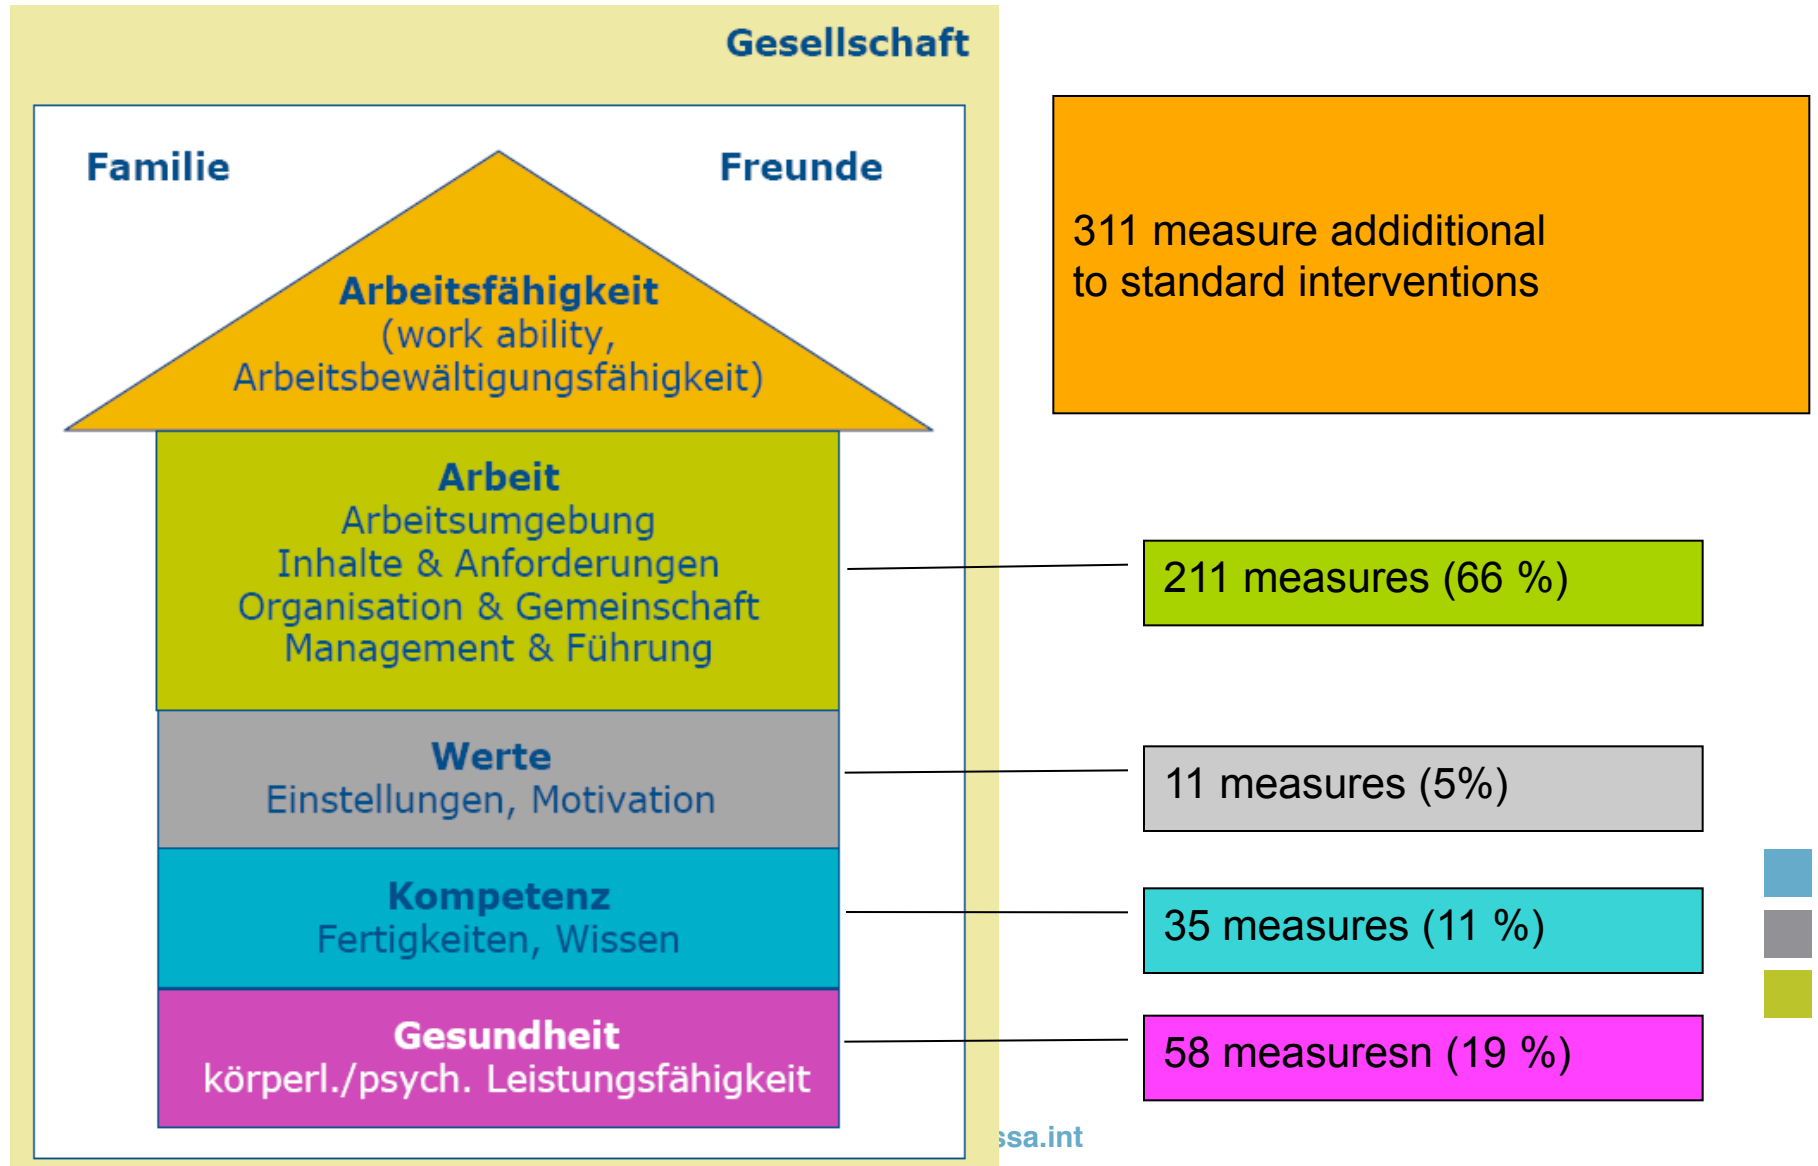 Gesellschaft
Familie
Freunde
Arbeitsfähigkeit
(work ability,
Arbeitsbewältigungsfähigkeit)
311 measure addiditional
to standard interventions
Arbeit
Arbeitsumgebung
Inhalte & Anforderungen
Organisation & Gemeinschaft
Management & Führung
211 measures (66 %)
Werte
Einstellungen, Motivation
11 measures (5%)
Kompetenz
Fertigkeiten, Wissen
35 measures (11 %)
Gesundheit
körperl./psych. Leistungsfähigkeit
58 measuresn (19 %)
ssa.int